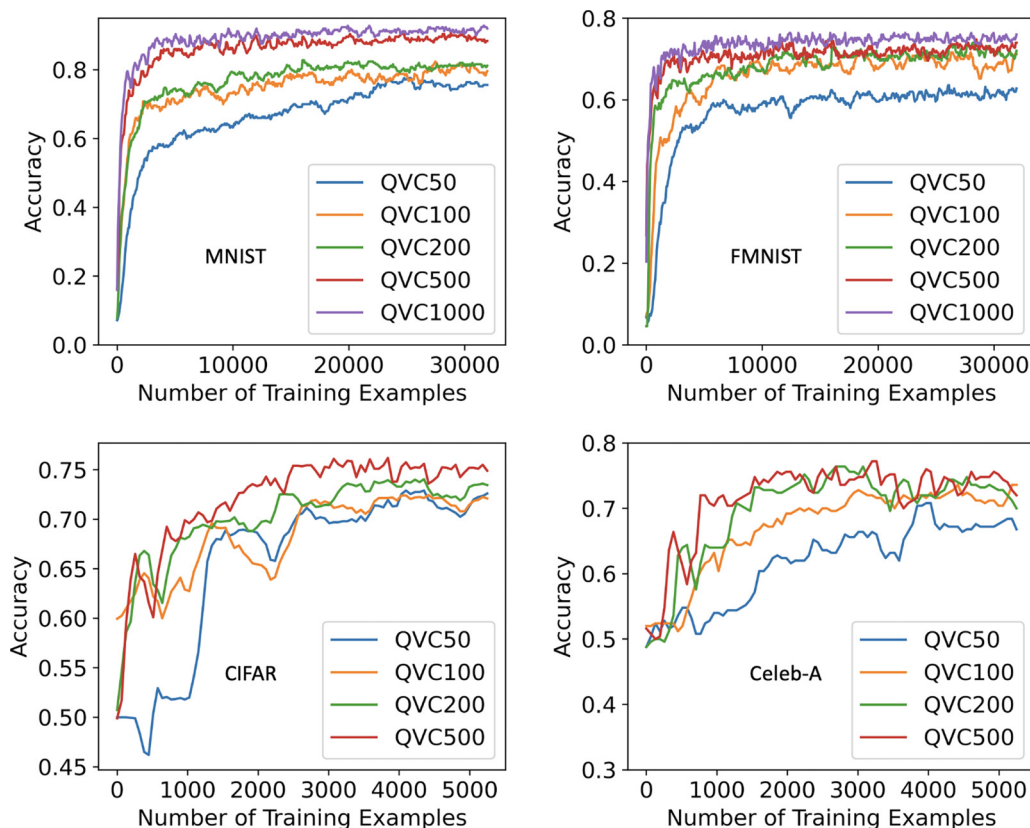 Accuracy
0.8
0.6
0.4
0.2
0.0
MNIST
QVC50
QVC100
QVC200
QVC500
QVC1000
0
10000
20000
30000
Number of Training Examples
Accuracy
0.8
0.6
0.4
0.2
0.0
FMNIST
QVC50
QVC100
QVC200
QVC500
QVC1000
0
10000
20000
30000
Number of Training Examples
Accuracy
0.75
0.70
0.65
0.60
0.55
0.50
0.45
CIFAR
QVC50
QVC100
QVC200
QVC500
0
1000
2000
3000
4000
5000
Number of Training Examples
Accuracy
0.8
0.7
0.6
0.5
0.4
0.3
Celeb-A
QVC50
QVC100
QVC200
QVC500
0
1000
2000
3000
4000
5000
Number of Training Examples